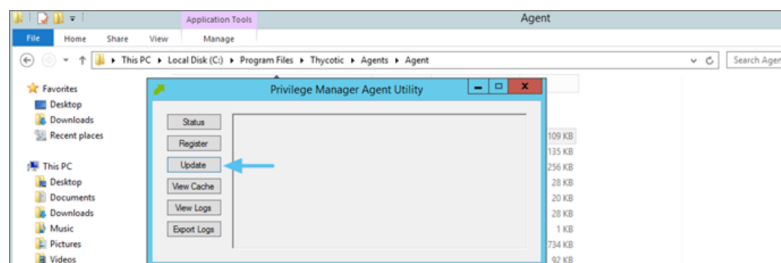 Application Tools
Agent
File Home Share View Manage
This PC Local Disk (C:) Program Files Thycotic Agents Agent
Search Agen
Favorites
Desktop
Downloads
Recent places
This PC
Desktop
Documents
Downloads
Music
Pictures
Videos
Privilege Manager Agent Utility
x
Status
Register
Update
View Cache
View Logs
Export Logs
109 KB
135 KB
256 KB
28 KB
20 KB
28 KB
1 KB
734 KB
92 KB